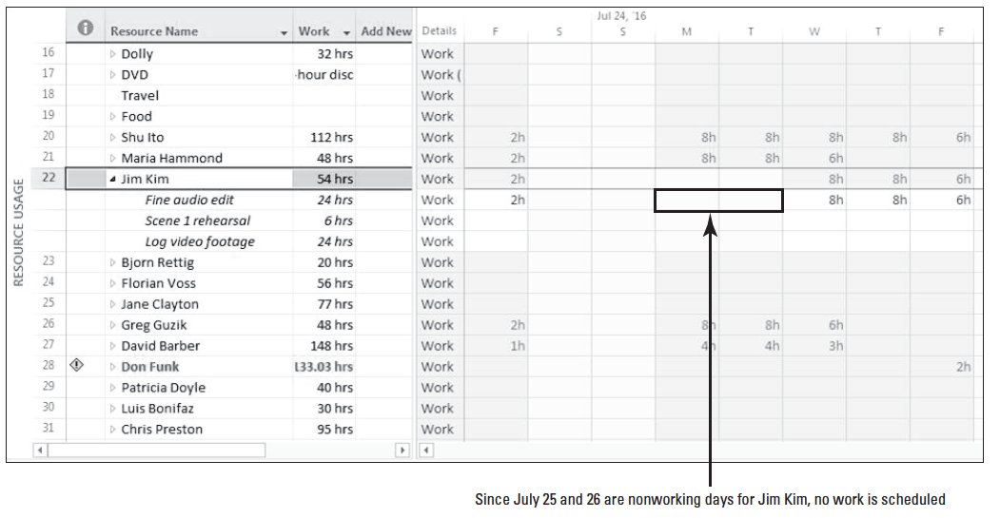 Jul 24, '16
Resource Name Work Add New Details F S S M T W T F
16 Dolly 32 hrs Work
17 DVD -hour disc Work (
18 Travel Work
19 Food Work
20 Shu Ito 112 hrs Work 2h 8h 8h 8h 8h 6h
21 Maria Hammond 48 hrs Work 2h 8h 8h 6h
22 Jim Kim 54 hrs Work 2h 8h 8h 6h
Fine audio edit 24 hrs Work 2h 8h 8h 6h
Scene 1 rehearsal 6 hrs Work
Log video footage 24 hrs Work
23 Bjorn Rettig 20 hrs Work
24 Florian Voss 56 hrs Work
25 Jane Clayton 77 hrs Work
26 Greg Guzik 48 hrs Work 2h 8h 8h 6h
27 David Barber 148 hrs Work 1h 4h 4h 3h
28 Don Funk 133.03 hrs Work 2h
29 Patricia Doyle 40 hrs Work
30 Luis Bonifaz 30 hrs Work
31 Chris Preston 95 hrs Work
RESOURCE USAGE
Since July 25 and 26 are nonworking days for Jim Kim, no work is scheduled